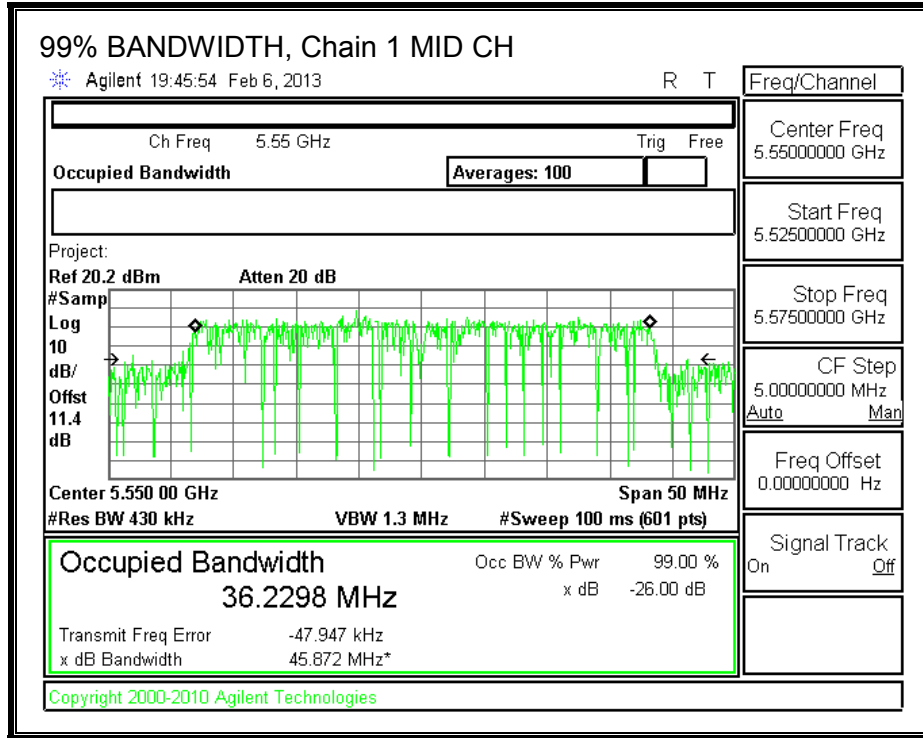 99% BANDWIDTH, Chain 1 MID CH
Agilent 19:45:54 Feb 6, 2013 R T
Ch Freq 5.55 GHz Trig Free
Occupied Bandwidth Averages: 100
Project:
Ref 20.2 dBm Atten 20 dB
#Samp
Log
10
dB/
Offst
11.4
dB
Center 5.550 00 GHz Span 50 MHz
#Res BW 430 kHz VBW 1.3 MHz #Sweep 100 ms (601 pts)
Occupied Bandwidth Occ BW % Pwr 99.00 %
36.2298 MHz x dB -26.00 dB
Transmit Freq Error -47.947 kHz
x dB Bandwidth 45.872 MHz*
Copyright 2000-2010 Agilent Technologies
Freq/Channel
Center Freq
5.55000000 GHz
Start Freq
5.52500000 GHz
Stop Freq
5.57500000 GHz
CF Step
5.00000000 MHz
Auto Man
Freq Offset
0.00000000 Hz
Signal Track
On Off